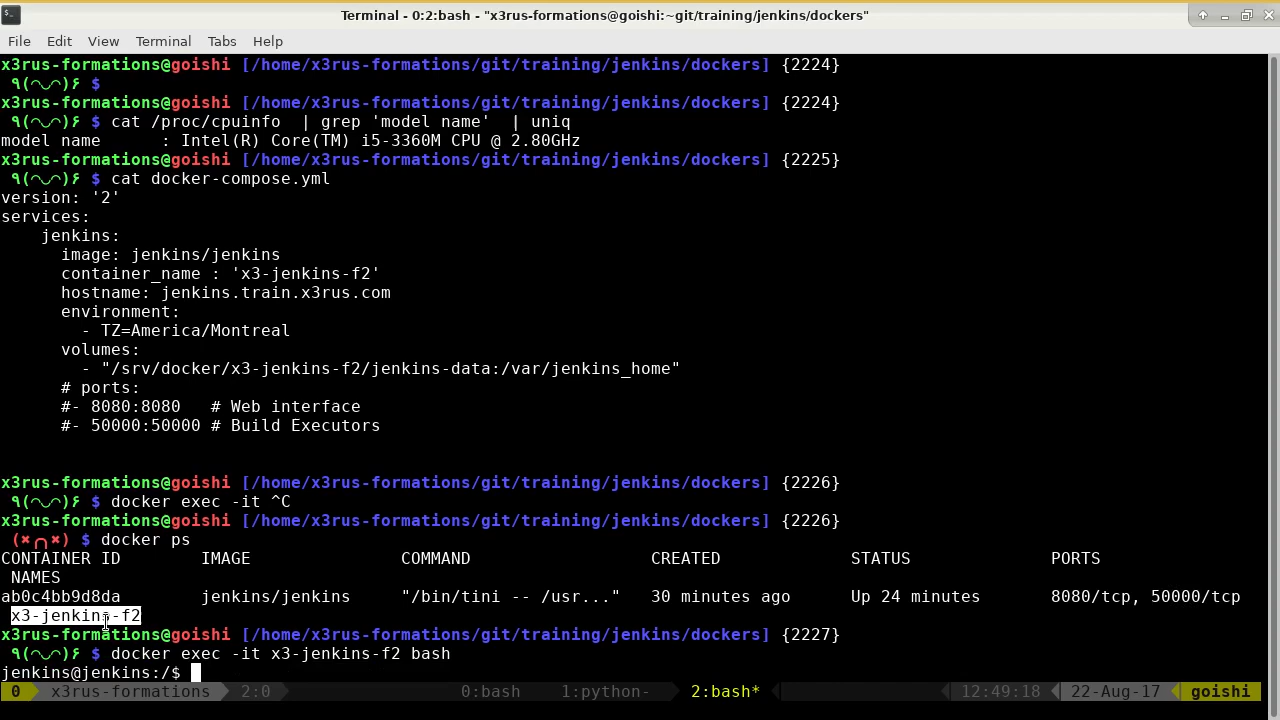 Terminal - 0:2:bash - "x3rus-formations@goishi:~git/training/jenkins/dockers"
File Edit View Terminal Tabs Help
x3rus-formations@goishi [/home/x3rus-formations/git/training/jenkins/dockers] {2224}
٩(◠◡◠)۶ $
x3rus-formations@goishi [/home/x3rus-formations/git/training/jenkins/dockers] {2224}
٩(◠◡◠)۶ $ cat /proc/cpuinfo  | grep 'model name'  | uniq
model name      : Intel(R) Core(TM) i5-3360M CPU @ 2.80GHz
x3rus-formations@goishi [/home/x3rus-formations/git/training/jenkins/dockers] {2225}
٩(◠◡◠)۶ $ cat docker-compose.yml
version: '2'
services:
    jenkins:
      image: jenkins/jenkins
      container_name : 'x3-jenkins-f2'
      hostname: jenkins.train.x3rus.com
      environment:
        - TZ=America/Montreal
      volumes:
        - "/srv/docker/x3-jenkins-f2/jenkins-data:/var/jenkins_home"
      # ports:
      #- 8080:8080   # Web interface
      #- 50000:50000 # Build Executors
x3rus-formations@goishi [/home/x3rus-formations/git/training/jenkins/dockers] {2226}
٩(◠◡◠)۶ $ docker exec -it ^C
x3rus-formations@goishi [/home/x3rus-formations/git/training/jenkins/dockers] {2226}
(✖╭╮✖) $ docker ps
CONTAINER ID        IMAGE               COMMAND                  CREATED             STATUS              PORTS
NAMES
ab0c4bb9d8da        jenkins/jenkins     "/bin/tini -- /usr..."   30 minutes ago      Up 24 minutes       8080/tcp, 50000/tcp
x3-jenkins-f2
x3rus-formations@goishi [/home/x3rus-formations/git/training/jenkins/dockers] {2227}
٩(◠◡◠)۶ $ docker exec -it x3-jenkins-f2 bash
jenkins@jenkins:/$
0 x3rus-formations 2:0 0:bash 1:python- 2:bash* 12:49:18 22-Aug-17 goishi